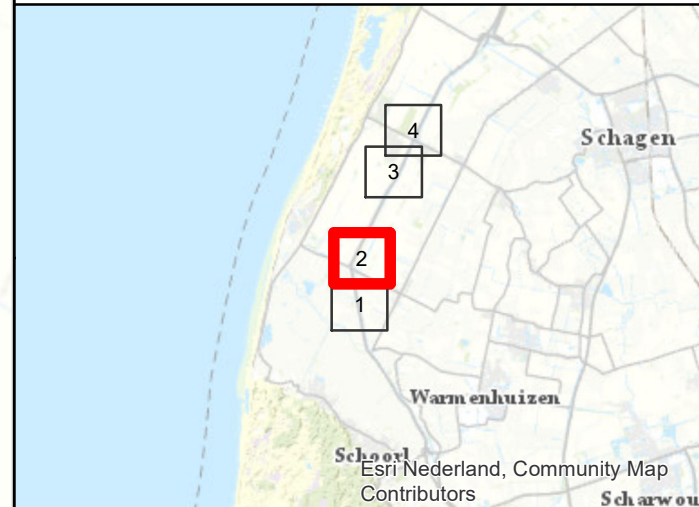 4
Schagen
3
2
1
Warmenhuizen
Schoorl
Esri Nederland, Community Map
Contributors
Scharwou